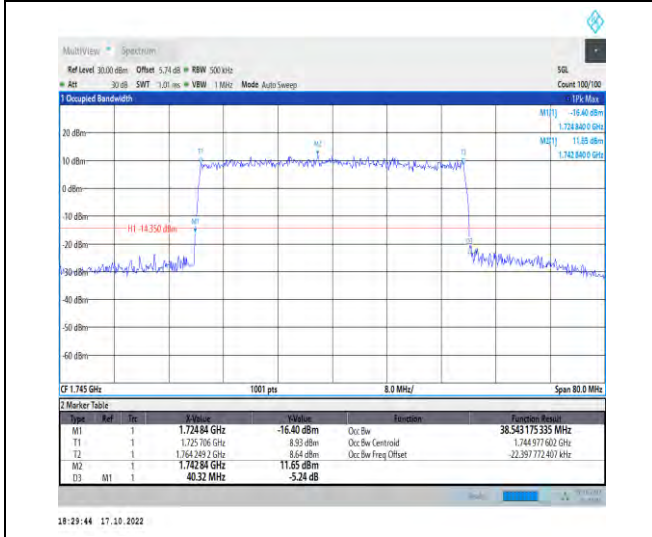 MultiView Spectrum
Ref Level 30.00 dBm Offset 5.74 dB RBW 500 kHz SGL
Att 30 dB SWT 1.01 ms VBW 1 MHz Mode Auto Sweep Count 100/100
1 Occupied Bandwidth 1Pk Max
M1[1] -16.40 dBm
1.724 840 0 GHz
M2[1] 11.65 dBm
1.742 840 0 GHz
20 dBm
M2
T1 T2
10 dBm
0 dBm
-10 dBm
M1
H1 -14.350 dBm
-20 dBm
D3
-30 dBm
-40 dBm
-50 dBm
-60 dBm
CF 1.745 GHz 1001 pts 8.0 MHz/ Span 80.0 MHz
2 Marker Table
Type Ref Trc X-Value Y-Value Function Function Result
M1 1 1.724 84 GHz -16.40 dBm Occ Bw 38.543 175 335 MHz
T1 1 1.725 706 GHz 8.93 dBm Occ Bw Centroid 1.744 977 602 GHz
T2 1 1.764 249 2 GHz 8.64 dBm Occ Bw Freq Offset -22.397 772 407 kHz
M2 1 1.742 84 GHz 11.65 dBm
D3 M1 1 40.32 MHz -5.24 dB
18:29:44 17.10.2022